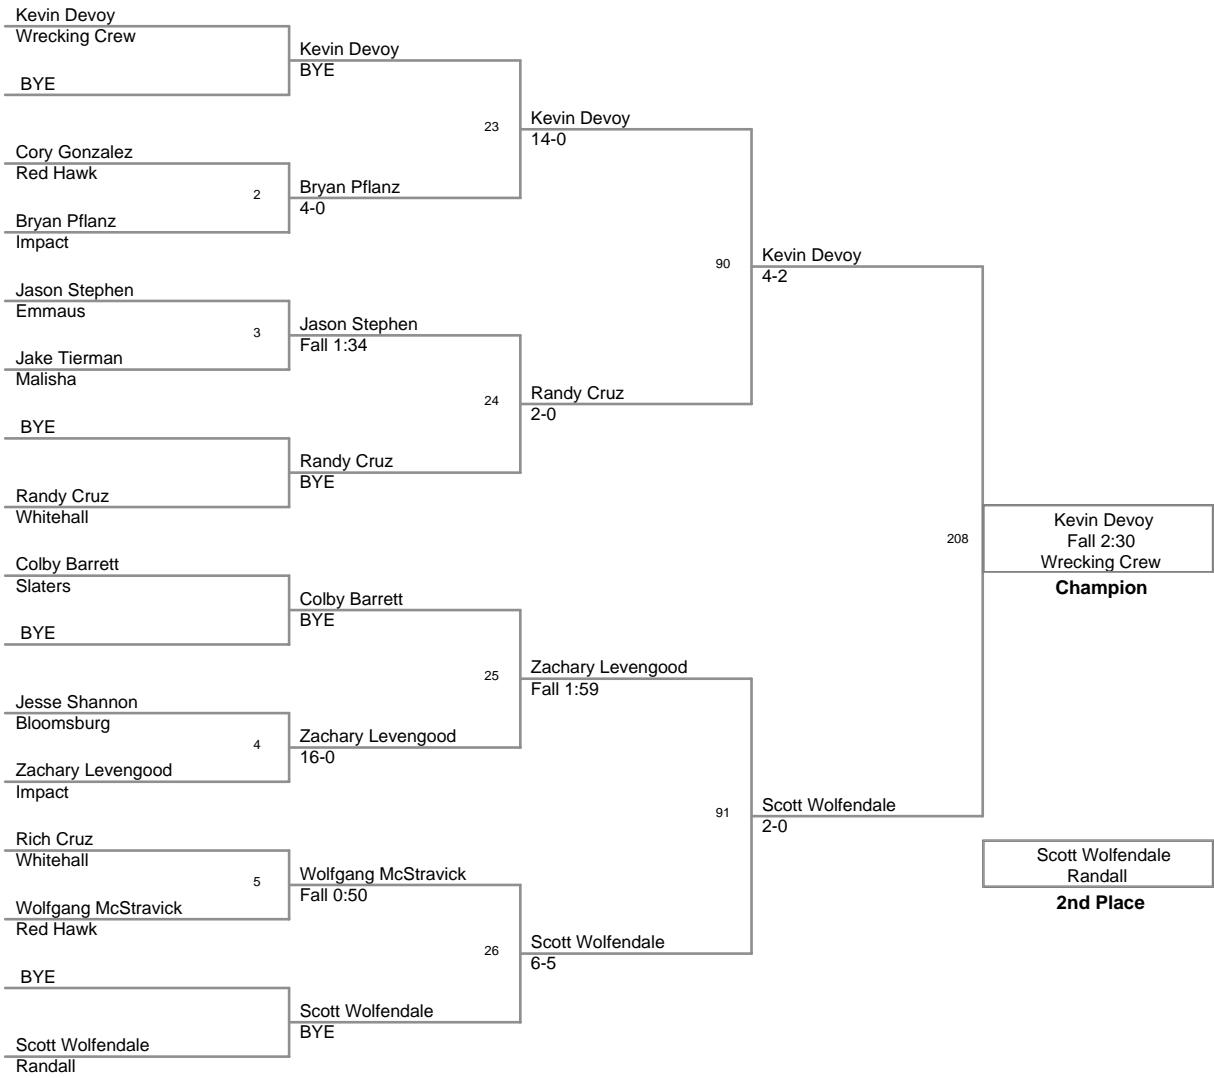 Kevin Devoy
Wrecking Crew
BYE
Kevin Devoy
BYE
23
Kevin Devoy
14-0
Cory Gonzalez
Red Hawk
2
Bryan Pflanz
4-0
Bryan Pflanz
Impact
90
Kevin Devoy
4-2
Jason Stephen
Emmaus
3
Jason Stephen
Fall 1:34
Jake Tierman
Malisha
24
Randy Cruz
2-0
BYE
Randy Cruz
BYE
Randy Cruz
Whitehall
208
Kevin Devoy
Fall 2:30
Wrecking Crew
Champion
Colby Barrett
Slaters
Colby Barrett
BYE
BYE
25
Zachary Levengood
Fall 1:59
Jesse Shannon
Bloomsburg
4
Zachary Levengood
16-0
Zachary Levengood
Impact
91
Scott Wolfendale
2-0
Rich Cruz
Whitehall
5
Wolfgang McStravick
Fall 0:50
Wolfgang McStravick
Red Hawk
Scott Wolfendale
Randall
2nd Place
26
Scott Wolfendale
6-5
BYE
Scott Wolfendale
BYE
Scott Wolfendale
Randall